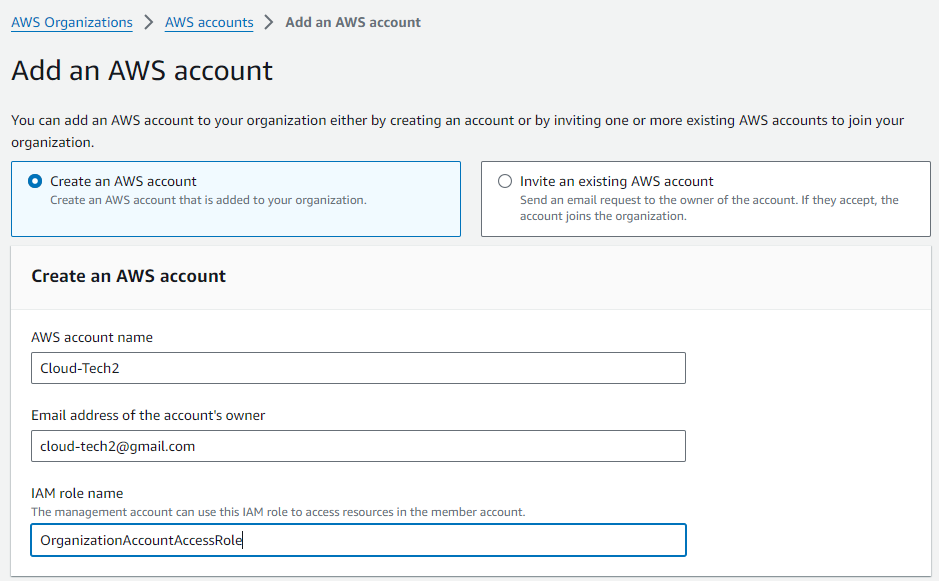 AWS Organizations > AWS accounts > Add an AWS account
Add an AWS account
You can add an AWS account to your organization either by creating an account or by inviting one or more existing AWS accounts to join your
organization.
Create an AWS account
Create an AWS account that is added to your organization.
Invite an existing AWS account
Send an email request to the owner of the account. If they accept, the
account joins the organization.
Create an AWS account
AWS account name
Cloud-Tech2
Email address of the account's owner
cloud-tech2@gmail.com
IAM role name
The management account can use this IAM role to access resources in the member account.
OrganizationAccountAccessRole